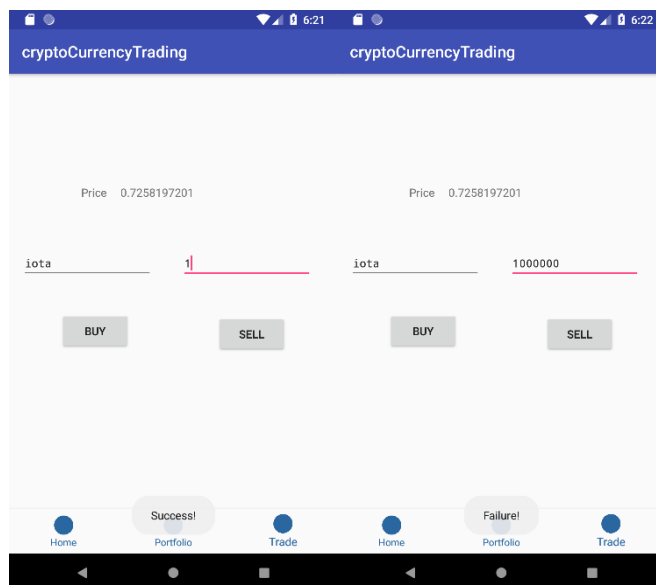 6:21
cryptoCurrencyTrading
Price 0.7258197201
iota 1
BUY SELL
Success!
Home Portfolio Trade
6:22
cryptoCurrencyTrading
Price 0.7258197201
iota 1000000
BUY SELL
Failure!
Home Portfolio Trade